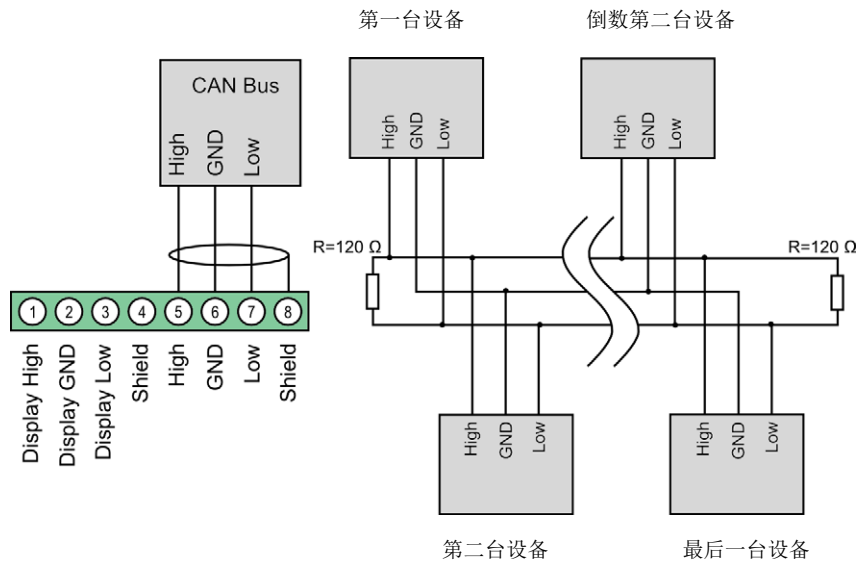 第一台设备
倒数第二台设备
CAN Bus
High
GND
Low
High
GND
Low
High
GND
Low
R=120 Ω
R=120 Ω
1
2
3
4
5
6
7
8
Display High
Display GND
Display Low
Shield
High
GND
Low
Shield
High
GND
Low
High
GND
Low
第二台设备
最后一台设备